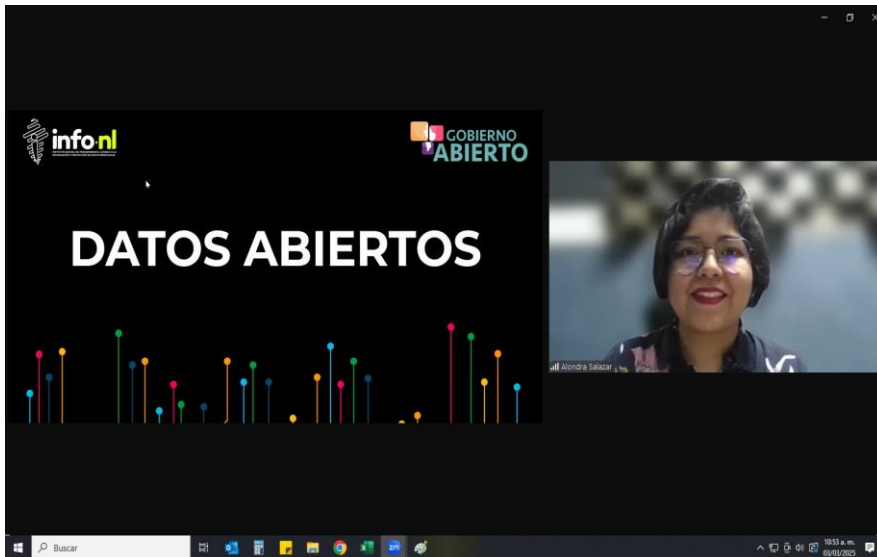 info·nl
GOBIERNO
ABIERTO
DATOS ABIERTOS
Alondra Salazar
Buscar
10:53 a. m.
03/03/2025